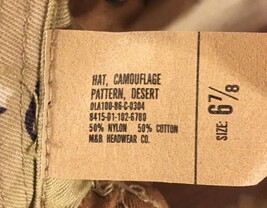 HAT, CAMOUFLAGE
PATTERN, DESERT
DLA100-86-C-0304
8415-01-102-6780
50% NYLON 50% COTTON
M&B HEADWEAR CO.
SIZE: 6 7/8